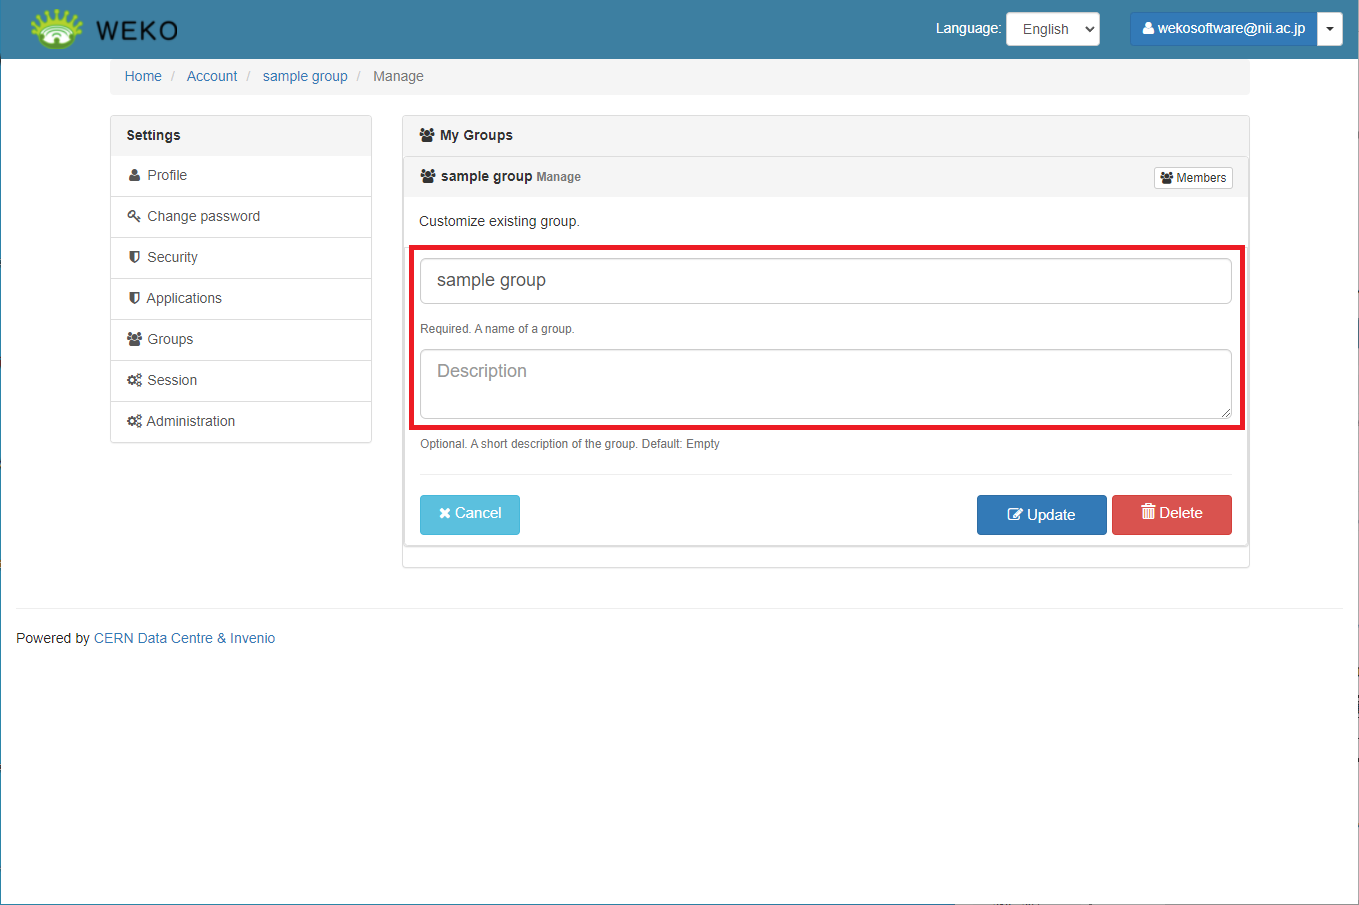 WEKO
Language: English wekosoftware@nii.ac.jp
Home / Account / sample group / Manage
Settings
Profile
Change password
Security
Applications
Groups
Session
Administration
My Groups
sample group Manage Members
Customize existing group.
sample group
Required. A name of a group.
Description
Optional. A short description of the group. Default: Empty
Cancel Update Delete
Powered by CERN Data Centre & Invenio